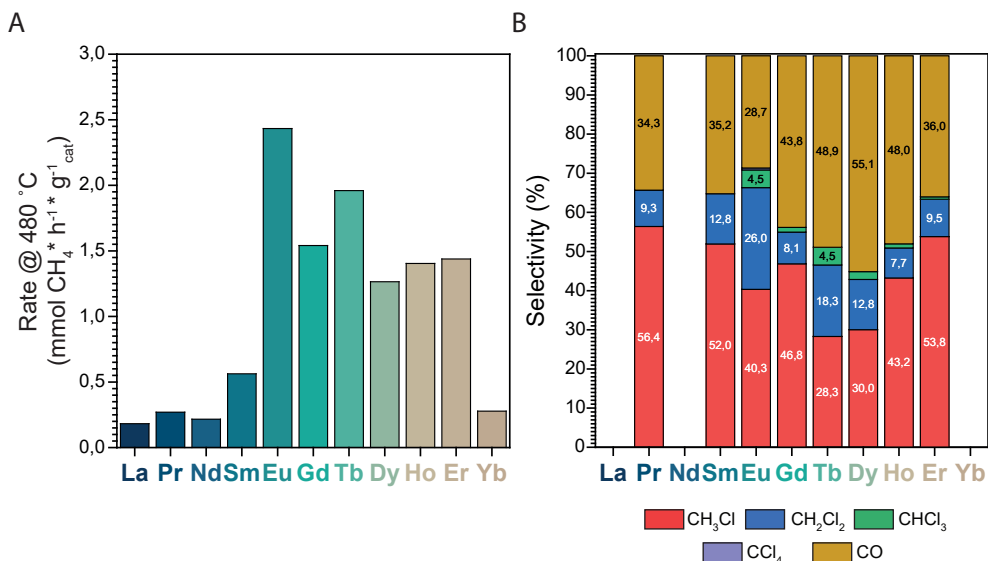 A
Rate @ 480 °C
(mmol CH₄ * h⁻¹ * g⁻¹cat)
3,0
2,5
2,0
1,5
1,0
0,5
0,0
La Pr Nd Sm Eu Gd Tb Dy Ho Er Yb
B
Selectivity (%)
100
90
80
70
60
50
40
30
20
10
0
34,3 35,2 28,7 43,8 48,9 55,1 48,0 36,0
4,5 4,5
9,3 12,8 26,0 8,1 18,3 12,8 7,7 9,5
56,4 52,0 40,3 46,8 28,3 30,0 43,2 53,8
La Pr Nd Sm Eu Gd Tb Dy Ho Er Yb
CH₃Cl CH₂Cl₂ CHCl₃
CCl₄ CO